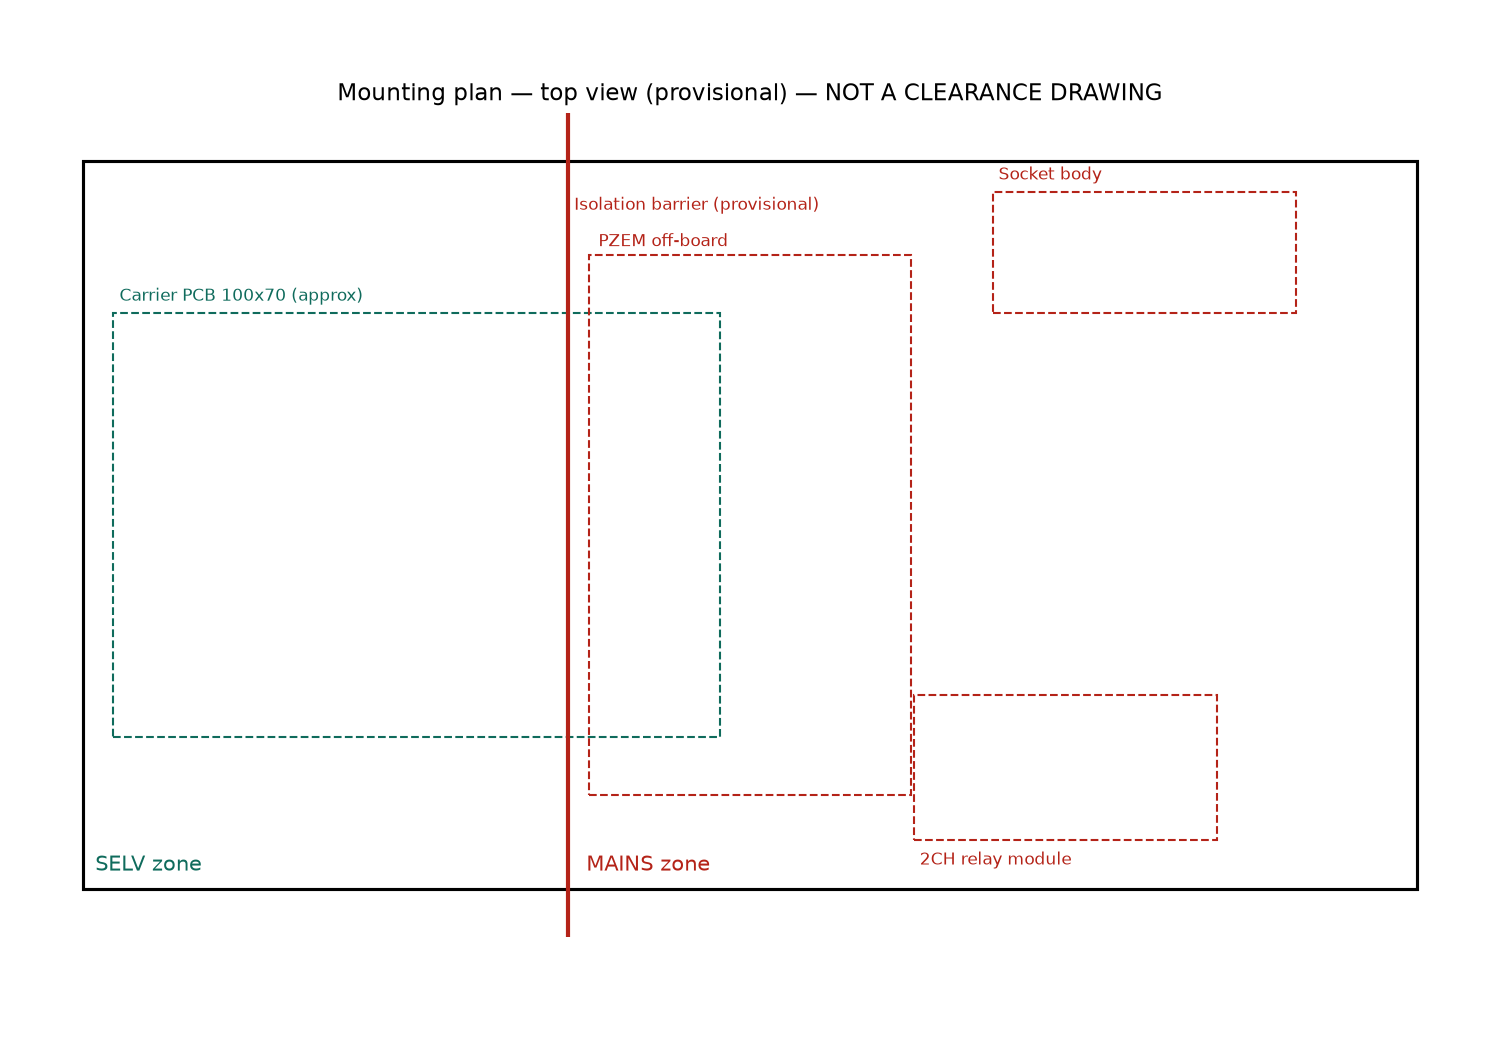 Mounting plan — top view (provisional) — NOT A CLEARANCE DRAWING
Socket body
Isolation barrier (provisional)
PZEM off-board
Carrier PCB 100x70 (approx)
2CH relay module
SELV zone
MAINS zone